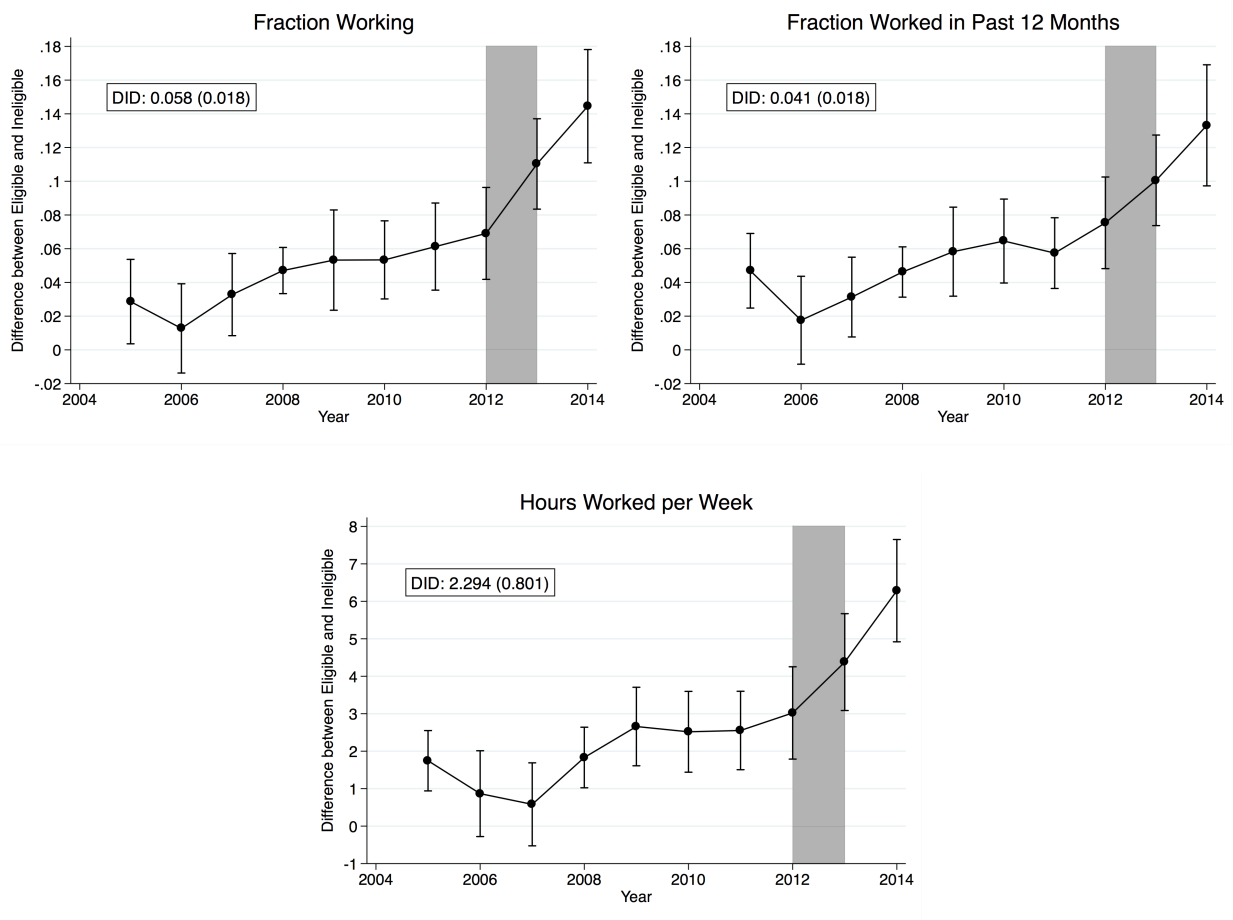 Fraction Working
Difference between Eligible and Ineligible
.18
.16
.14
.12
.1
.08
.06
.04
.02
0
-.02
DID: 0.058 (0.018)
2004 2006 2008 2010 2012 2014
Year
Fraction Worked in Past 12 Months
Difference between Eligible and Ineligible
.18
.16
.14
.12
.1
.08
.06
.04
.02
0
-.02
DID: 0.041 (0.018)
2004 2006 2008 2010 2012 2014
Year
Hours Worked per Week
Difference between Eligible and Ineligible
8
7
6
5
4
3
2
1
0
-1
DID: 2.294 (0.801)
2004 2006 2008 2010 2012 2014
Year